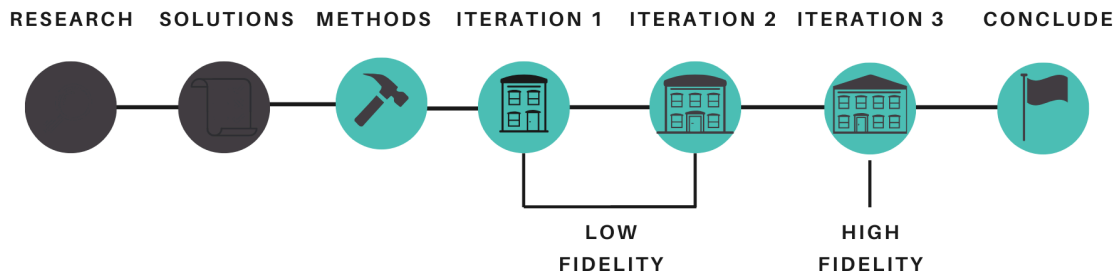 RESEARCH SOLUTIONS METHODS ITERATION 1 ITERATION 2 ITERATION 3 CONCLUDE
LOW
FIDELITY
HIGH
FIDELITY